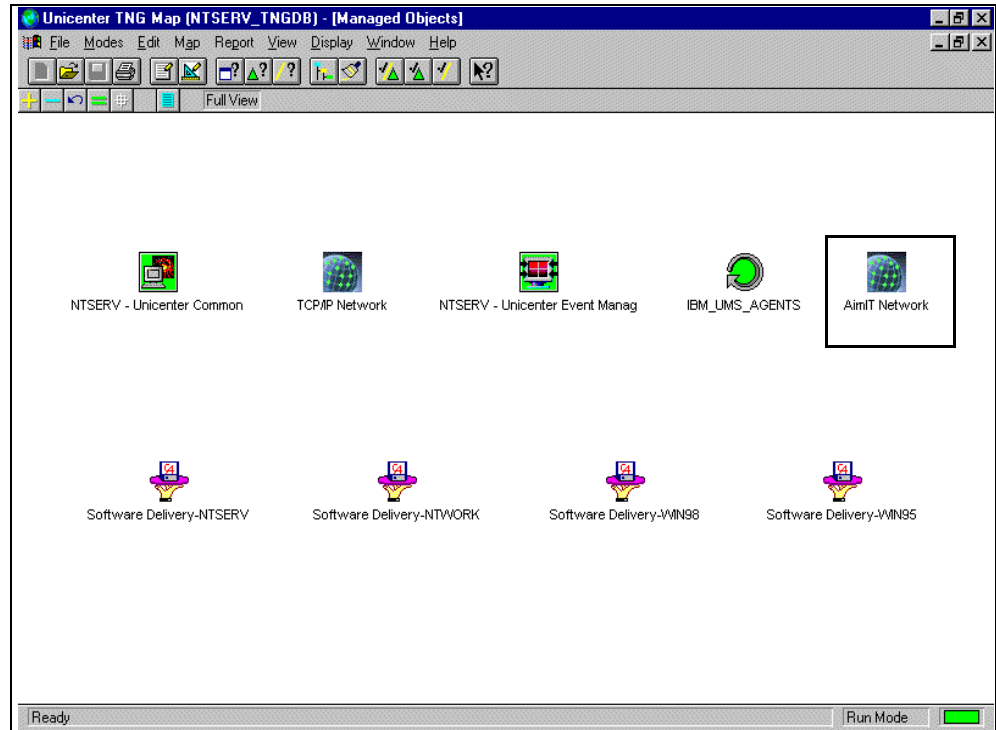 Unicenter TNG Map (NTSERV_TNGDB) - [Managed Objects]
File Modes Edit Map Report View Display Window Help
Full View
NTSERV - Unicenter Common TCP/IP Network NTSERV - Unicenter Event Manag IBM_UMS_AGENTS AimIT Network
Software Delivery-NTSERV Software Delivery-NTWORK Software Delivery-WIN98 Software Delivery-WIN95
Ready Run Mode